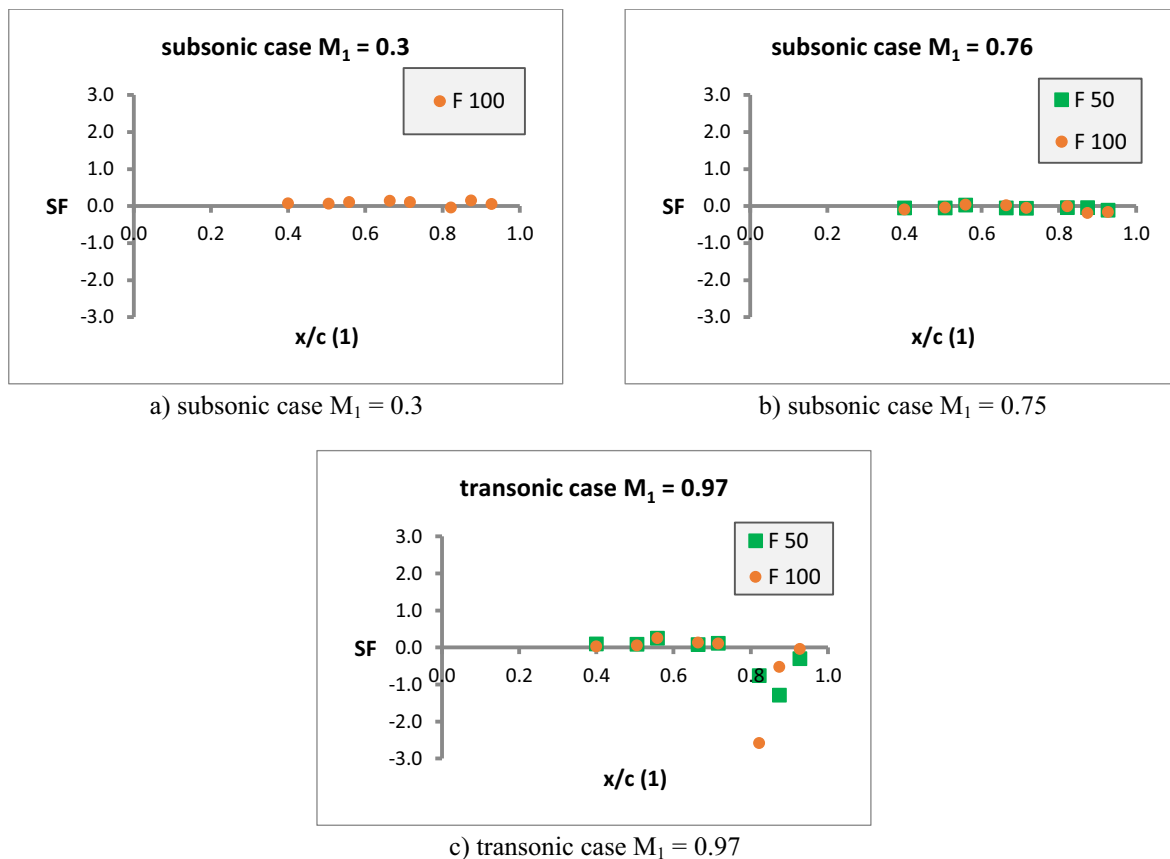 subsonic case M₁ = 0.3
F 100
3.0
2.0
1.0
SF 0.0
0.0 0.2 0.4 0.6 0.8 1.0
-1.0
-2.0
-3.0
x/c (1)
a) subsonic case M₁ = 0.3
subsonic case M₁ = 0.76
F 50
F 100
3.0
2.0
1.0
SF 0.0
0.0 0.2 0.4 0.6 0.8 1.0
-1.0
-2.0
-3.0
x/c (1)
b) subsonic case M₁ = 0.75
transonic case M₁ = 0.97
F 50
F 100
3.0
2.0
1.0
SF 0.0
0.0 0.2 0.4 0.6 0.8 1.0
-1.0
-2.0
-3.0
x/c (1)
c) transonic case M₁ = 0.97